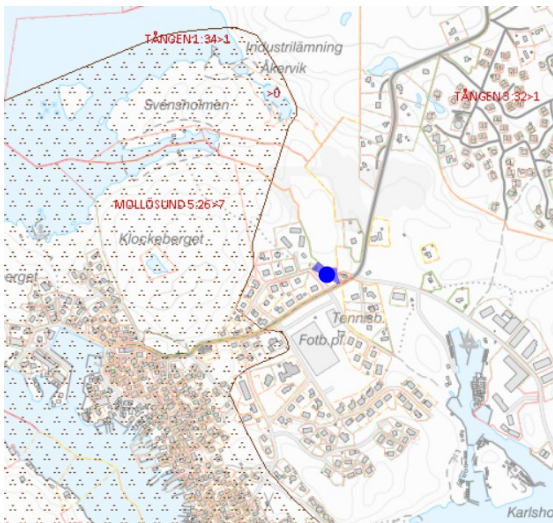 TÅNGEN 1:34>1
Industrilämning
Åkervik
>0
TÅNGEN 3:32>1
Svensholmen
MOLLÖSUND 5:26>7
Klockeberget
erget
Tennisb.
Fotb.pl.
Karlsho